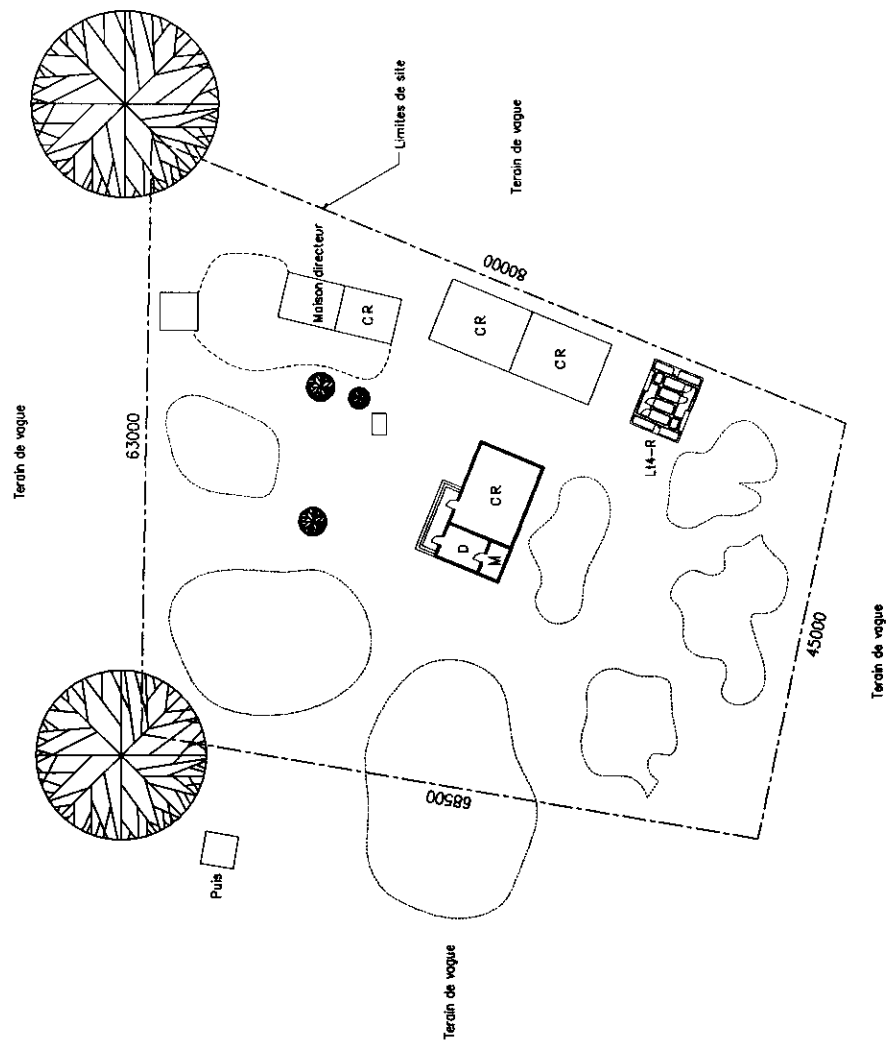 Limites de site
Terain de vague
Terain de vague
63000
Maison directeur
CR
80000
CR
CR
Lt4-R
CR
D
M
68500
45000
Puis
Terain de vague
Terain de vague